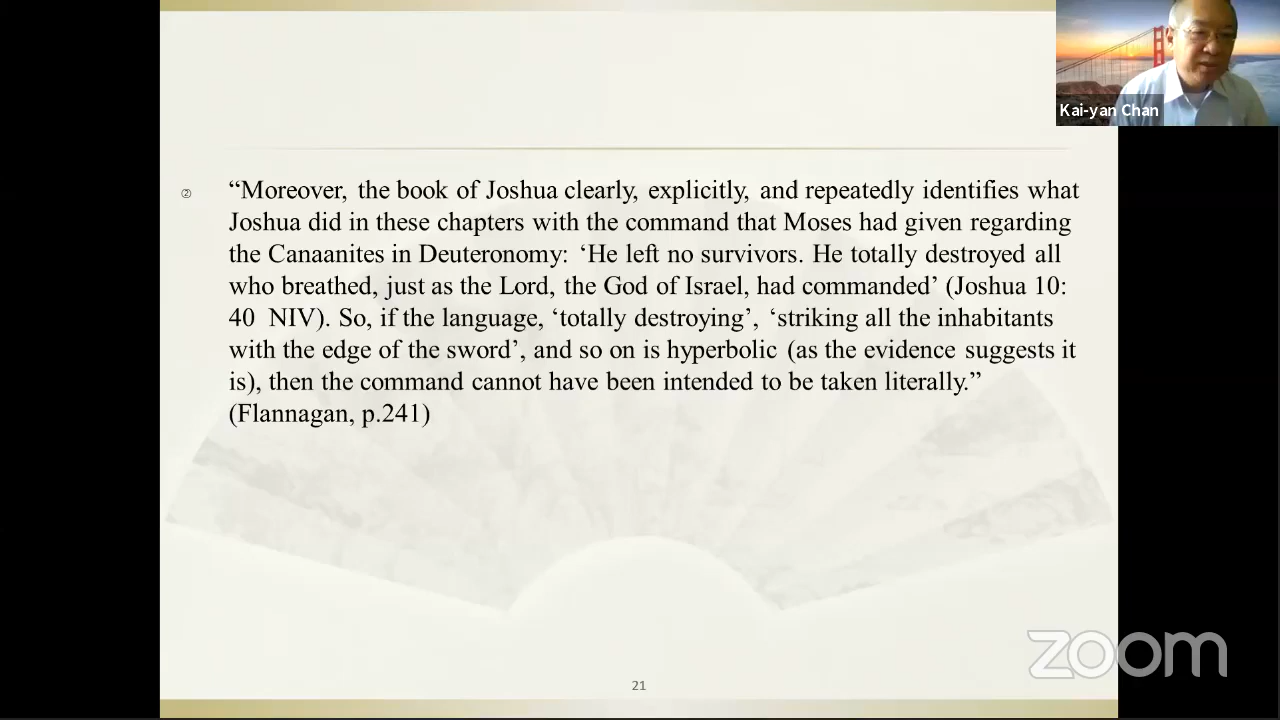 Kai-yan Chan
② “Moreover, the book of Joshua clearly, explicitly, and repeatedly identifies what
Joshua did in these chapters with the command that Moses had given regarding
the Canaanites in Deuteronomy: ‘He left no survivors. He totally destroyed all
who breathed, just as the Lord, the God of Israel, had commanded’ (Joshua 10:
40 NIV). So, if the language, ‘totally destroying’, ‘striking all the inhabitants
with the edge of the sword’, and so on is hyperbolic (as the evidence suggests it
is), then the command cannot have been intended to be taken literally.”
(Flannagan, p.241)
zoom
21